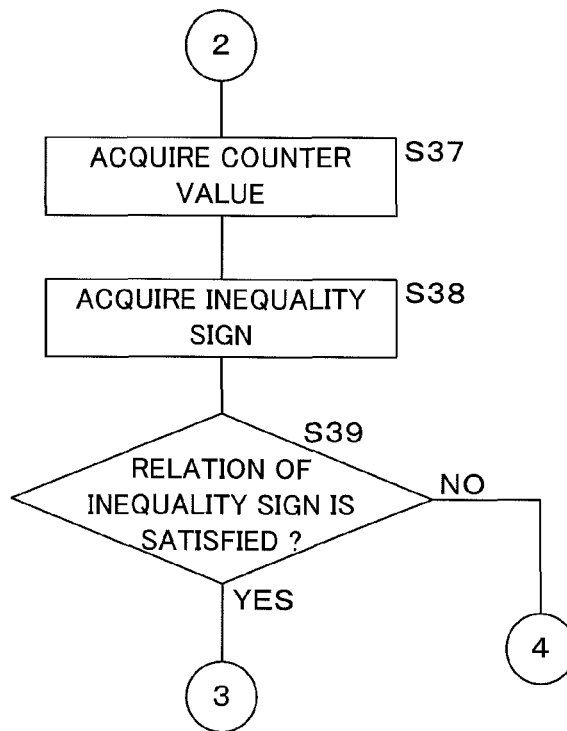 2
ACQUIRE COUNTER
VALUE
S37
ACQUIRE INEQUALITY
SIGN
S38
S39
RELATION OF
INEQUALITY SIGN IS
SATISFIED ?
NO
YES
4
3